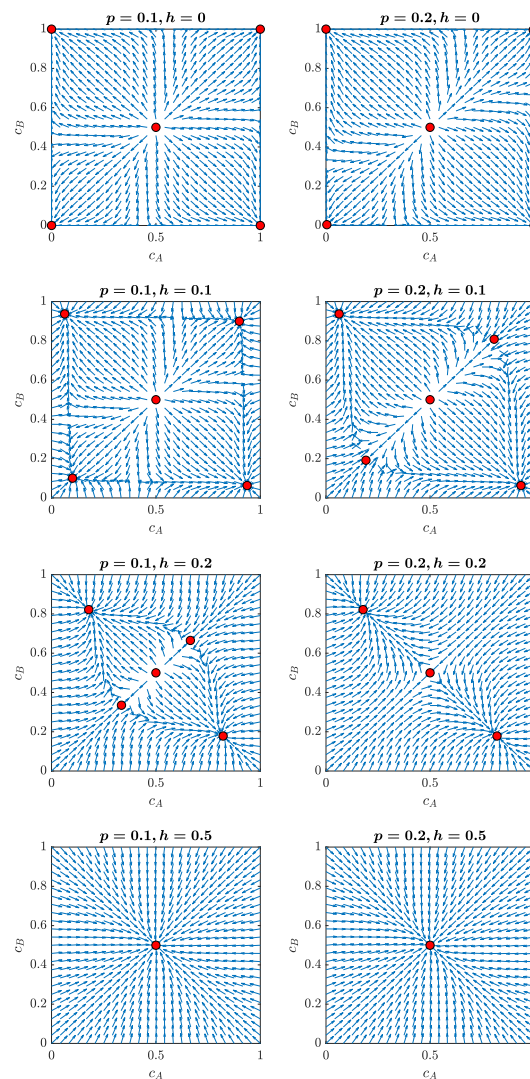 p = 0.1, h = 0
p = 0.2, h = 0
1
0.8
0.6
0.4
0.2
0
c_B
0
0.5
1
c_A
1
0.8
0.6
0.4
0.2
0
c_B
0
0.5
c_A
p = 0.1, h = 0.1
p = 0.2, h = 0.1
1
0.8
0.6
0.4
0.2
0
c_B
0
0.5
1
c_A
1
0.8
0.6
0.4
0.2
0
c_B
0
0.5
c_A
p = 0.1, h = 0.2
p = 0.2, h = 0.2
1
0.8
0.6
0.4
0.2
0
c_B
0
0.5
1
c_A
1
0.8
0.6
0.4
0.2
0
c_B
0
0.5
c_A
p = 0.1, h = 0.5
p = 0.2, h = 0.5
1
0.8
0.6
0.4
0.2
0
c_B
0
0.5
1
c_A
1
0.8
0.6
0.4
0.2
0
c_B
0
0.5
c_A